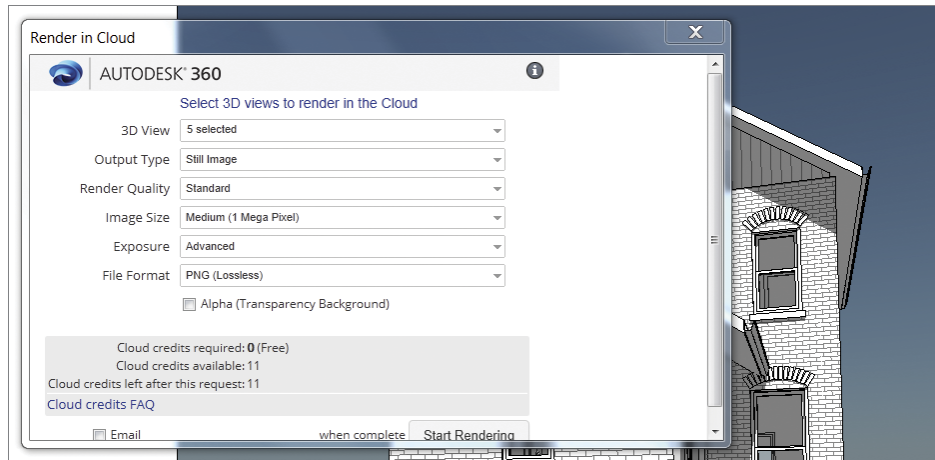 Render in Cloud
X
AUTODESK® 360
Select 3D views to render in the Cloud
3D View 5 selected
Output Type Still Image
Render Quality Standard
Image Size Medium (1 Mega Pixel)
Exposure Advanced
File Format PNG (Lossless)
Alpha (Transparency Background)
Cloud credits required: 0 (Free)
Cloud credits available: 11
Cloud credits left after this request: 11
Cloud credits FAQ
Email when complete Start Rendering